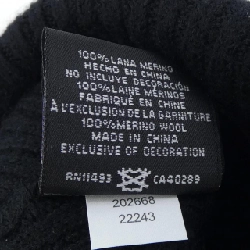 100% LANA MERINO
HECHO EN CHINA
NO INCLUYE DECORACIÓN
100% LAINE MÉRINOS
FABRIQUÉ EN CHINE
À L'EXCLUSION DE LA GARNITURE
100% MERINO WOOL
MADE IN CHINA
EXCLUSIVE OF DECORATION
RN11493 CA40289
202668
22243